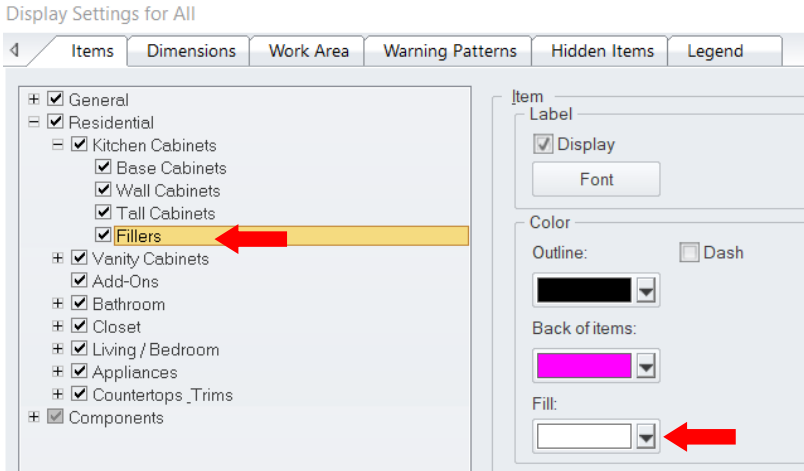 Display Settings for All
Items Dimensions Work Area Warning Patterns Hidden Items Legend
General
Residential
Kitchen Cabinets
Base Cabinets
Wall Cabinets
Tall Cabinets
Fillers
Vanity Cabinets
Add-Ons
Bathroom
Closet
Living / Bedroom
Appliances
Countertops_Trims
Components
Item
Label
Display
Font
Color
Outline: Dash
Back of items:
Fill: